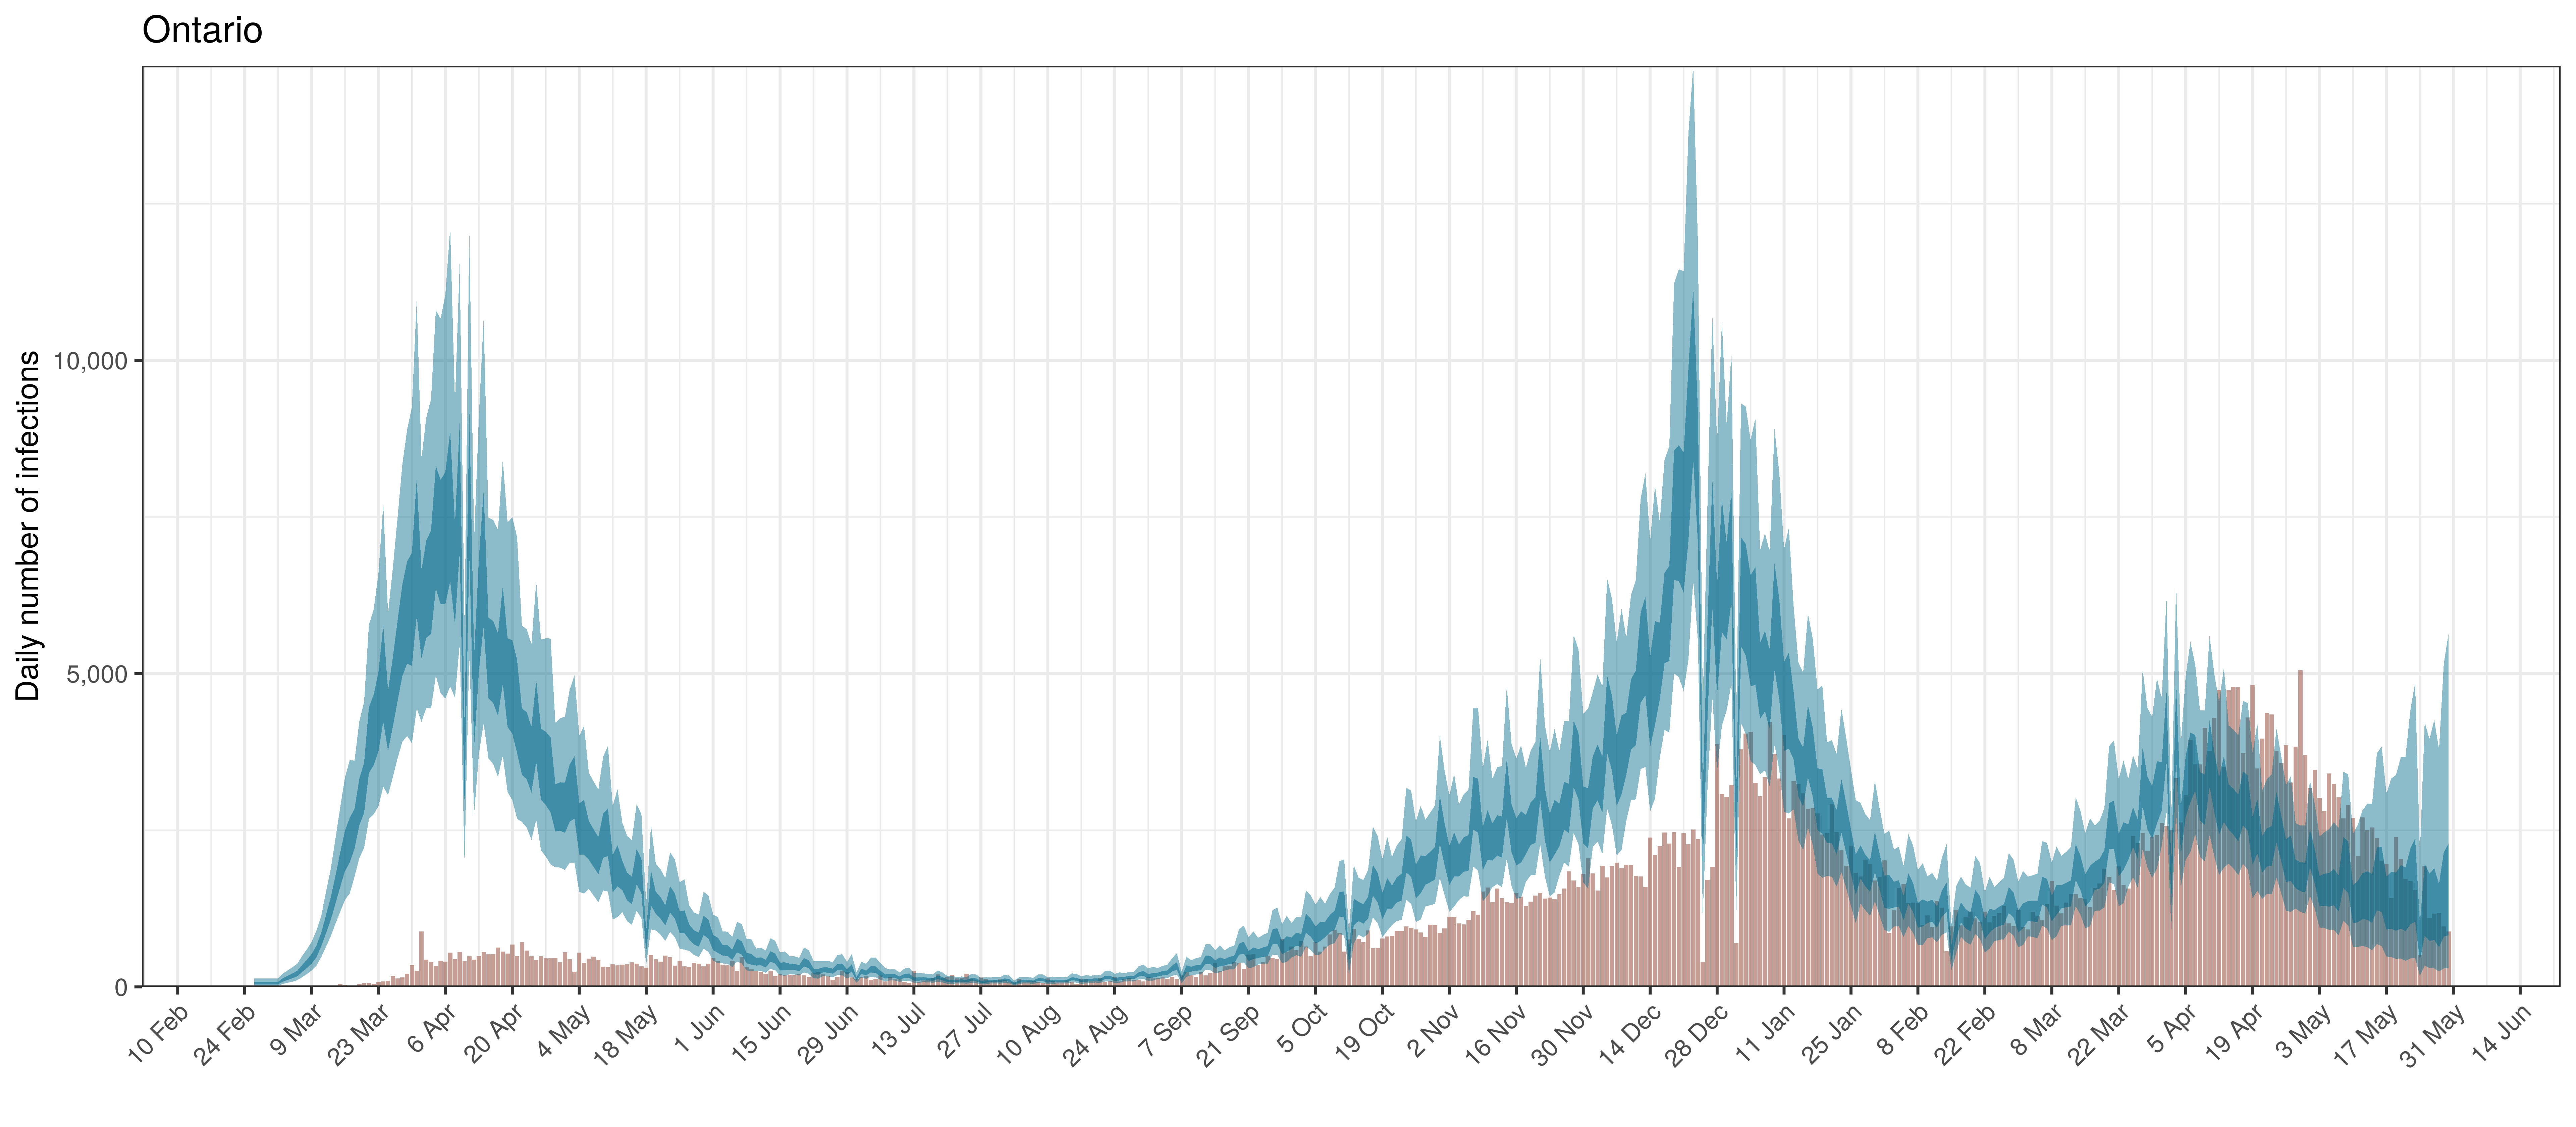 Ontario
Daily number of infections
10,000
5,000
0
10 Feb
24 Feb
9 Mar
23 Mar
6 Apr
20 Apr
4 May
18 May
1 Jun
15 Jun
29 Jun
13 Jul
27 Jul
10 Aug
24 Aug
7 Sep
21 Sep
5 Oct
19 Oct
2 Nov
16 Nov
30 Nov
14 Dec
28 Dec
11 Jan
25 Jan
8 Feb
22 Feb
8 Mar
22 Mar
5 Apr
19 Apr
3 May
17 May
31 May
14 Jun